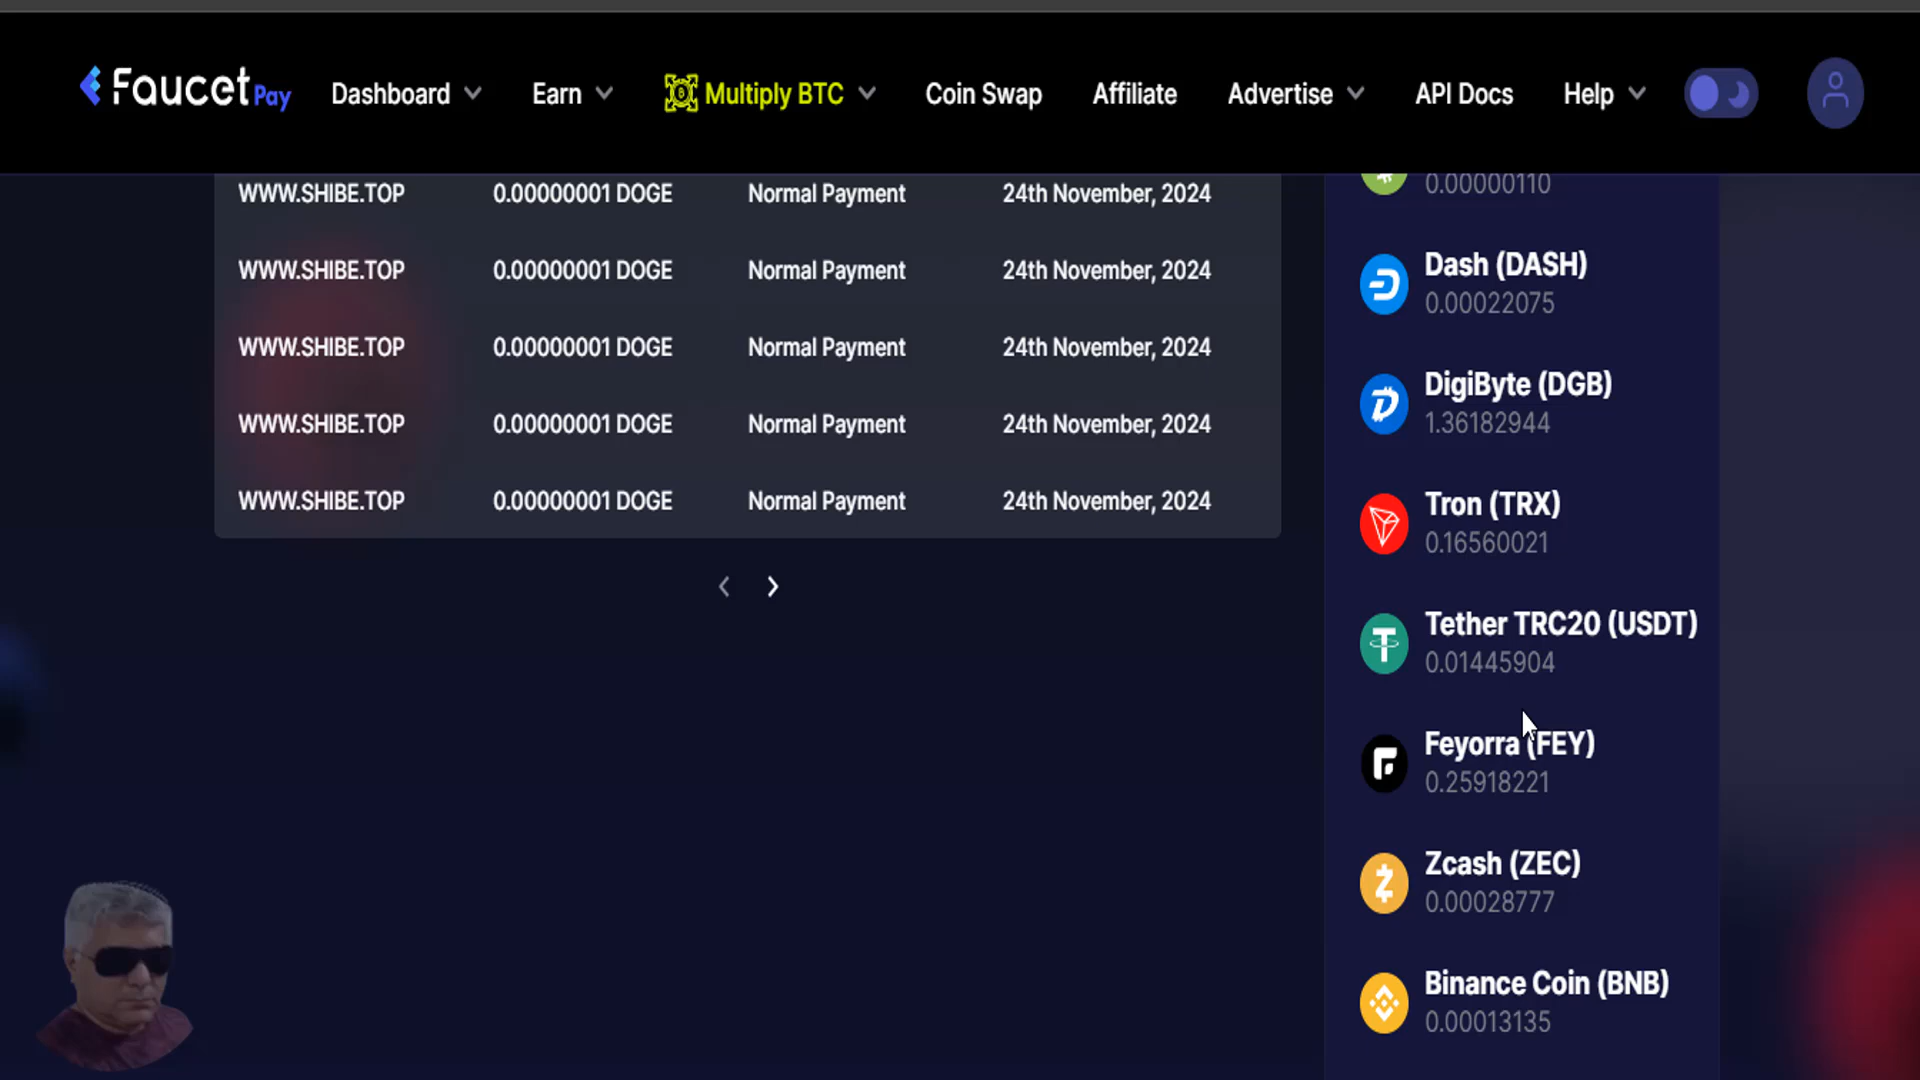 FaucetPay Dashboard Earn Multiply BTC Coin Swap Affiliate Advertise API Docs Help
WWW.SHIBE.TOP 0.00000001 DOGE Normal Payment 24th November, 2024
WWW.SHIBE.TOP 0.00000001 DOGE Normal Payment 24th November, 2024
WWW.SHIBE.TOP 0.00000001 DOGE Normal Payment 24th November, 2024
WWW.SHIBE.TOP 0.00000001 DOGE Normal Payment 24th November, 2024
WWW.SHIBE.TOP 0.00000001 DOGE Normal Payment 24th November, 2024
0.00000110
Dash (DASH)
0.00022075
DigiByte (DGB)
1.36182944
Tron (TRX)
0.16560021
Tether TRC20 (USDT)
0.01445904
Feyorra (FEY)
0.25918221
Zcash (ZEC)
0.00028777
Binance Coin (BNB)
0.00013135